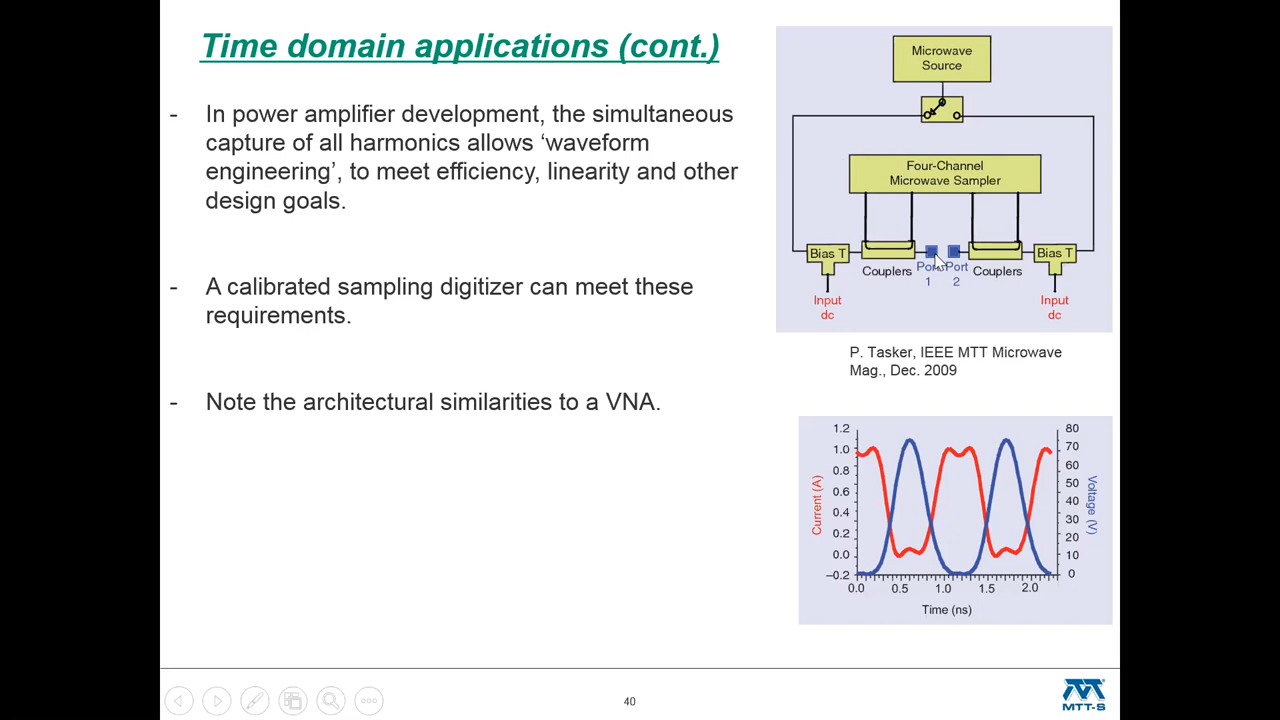 Time domain applications (cont.)
- In power amplifier development, the simultaneous
capture of all harmonics allows ‘waveform
engineering’, to meet efficiency, linearity and other
design goals.
- A calibrated sampling digitizer can meet these
requirements.
- Note the architectural similarities to a VNA.
Microwave
Source
Four-Channel
Microwave Sampler
Bias T
Couplers
Port
1
Port
2
Couplers
Bias T
Input
dc
Input
dc
P. Tasker, IEEE MTT Microwave
Mag., Dec. 2009
Current (A)
1.2
1.0
0.8
0.6
0.4
0.2
0.0
–0.2
80
70
60
50
40
30
20
10
0
Voltage (V)
0.0 0.5 1.0 1.5 2.0
Time (ns)
40
MTT-S